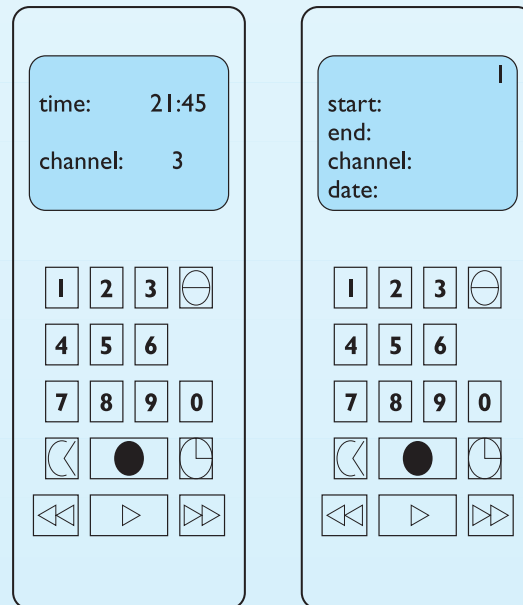 time: 21:45
channel: 3
1 2 3
4 5 6
7 8 9 0
1
start:
end:
channel:
date:
1 2 3
4 5 6
7 8 9 0